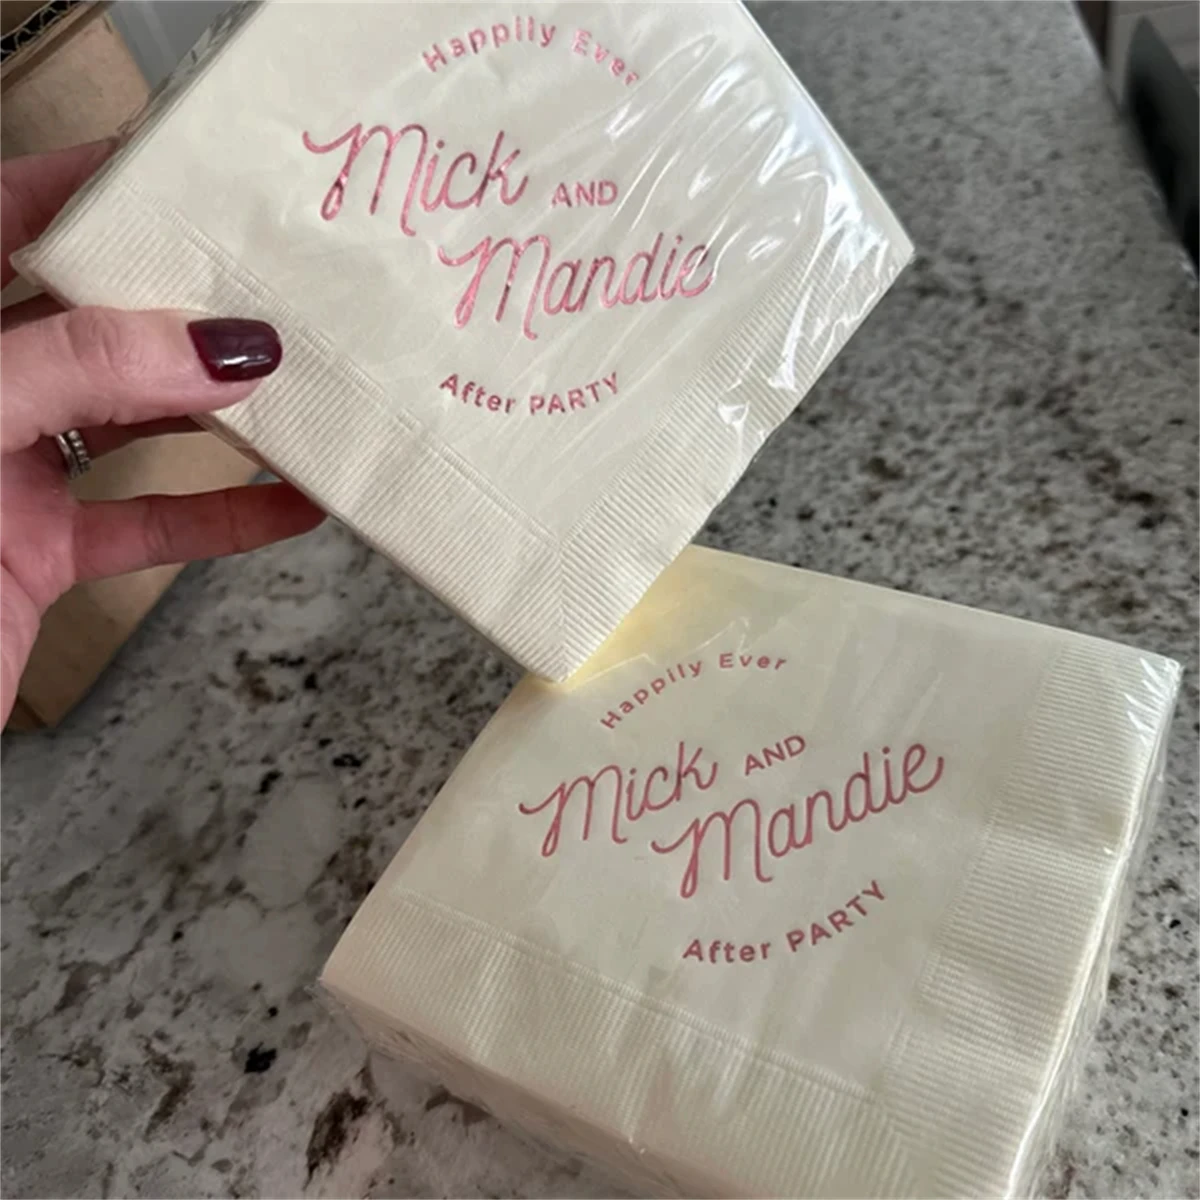 Happily Ever
Mick AND
Mandie
After PARTY
Happily Ever
Mick AND
Mandie
After PARTY